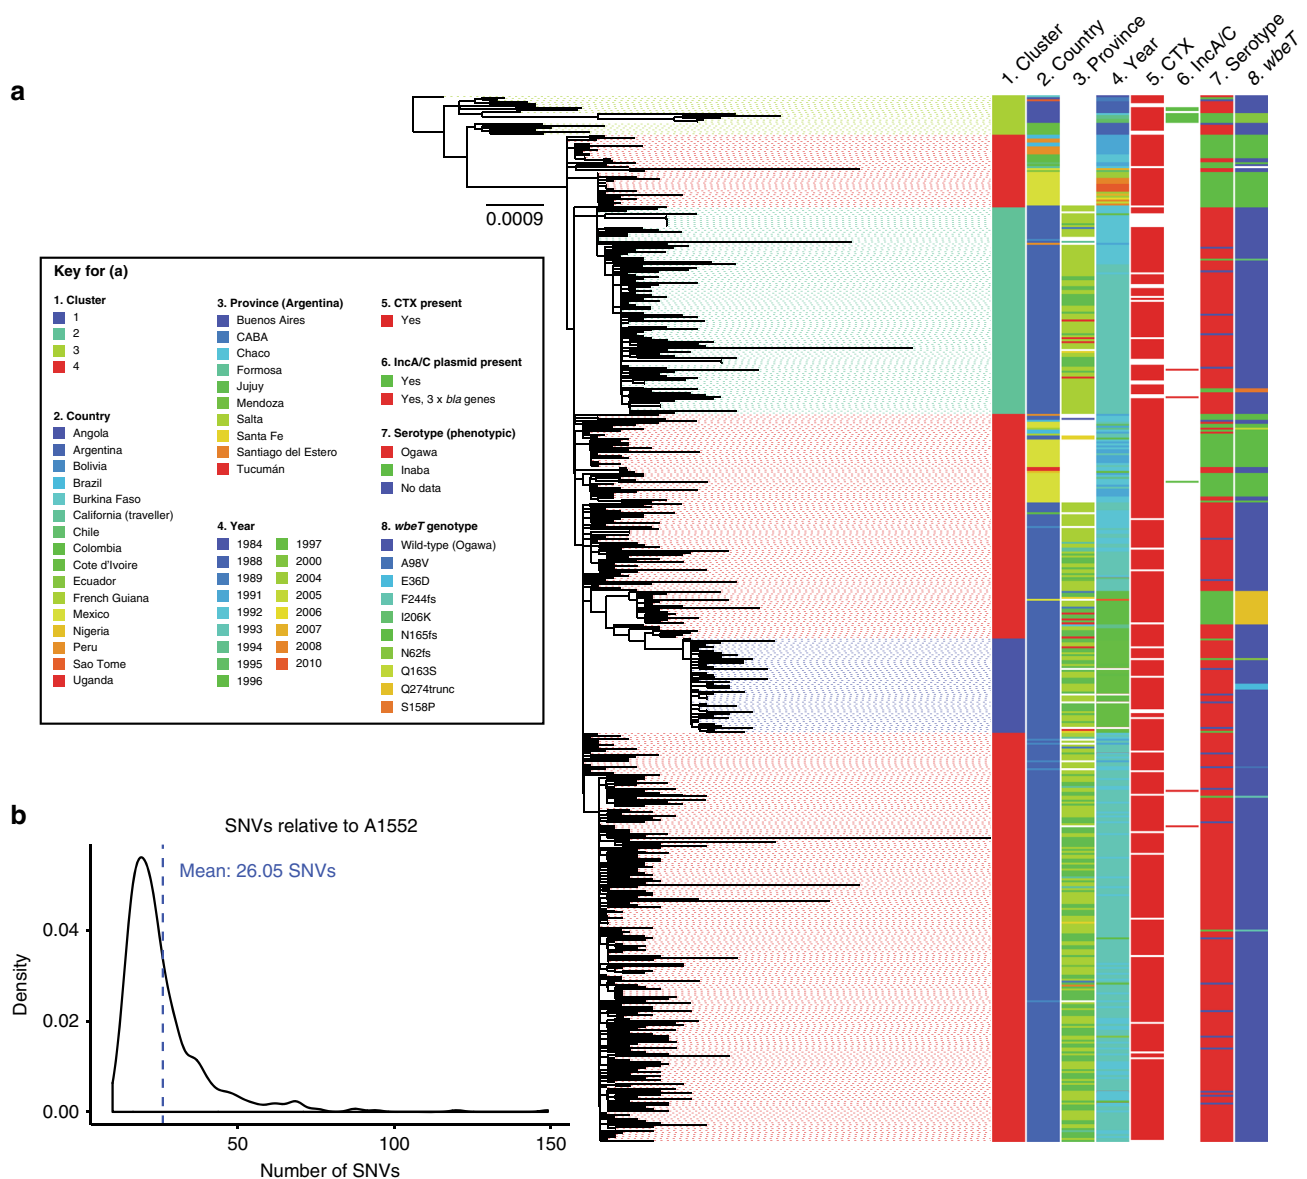 a
1. Cluster
2. Country
3. Province
4. Year
5. CTX
6. IncA/C
7. Serotype
8. wbeT
0.0009
Key for (a)
1. Cluster
1
2
3
4
2. Country
Angola
Argentina
Bolivia
Brazil
Burkina Faso
California (traveller)
Chile
Colombia
Cote d'Ivoire
Ecuador
French Guiana
Mexico
Nigeria
Peru
Sao Tome
Uganda
3. Province (Argentina)
Buenos Aires
CABA
Chaco
Formosa
Jujuy
Mendoza
Salta
Santa Fe
Santiago del Estero
Tucumán
4. Year
1984
1988
1989
1991
1992
1993
1994
1995
1996
1997
2000
2004
2005
2006
2007
2008
2010
5. CTX present
Yes
6. IncA/C plasmid present
Yes
Yes, 3 x bla genes
7. Serotype (phenotypic)
Ogawa
Inaba
No data
8. wbeT genotype
Wild-type (Ogawa)
A98V
E36D
F244fs
I206K
N165fs
N62fs
Q163S
Q274trunc
S158P
b
SNVs relative to A1552
Mean: 26.05 SNVs
Density
0.04
0.02
0.00
50
100
150
Number of SNVs